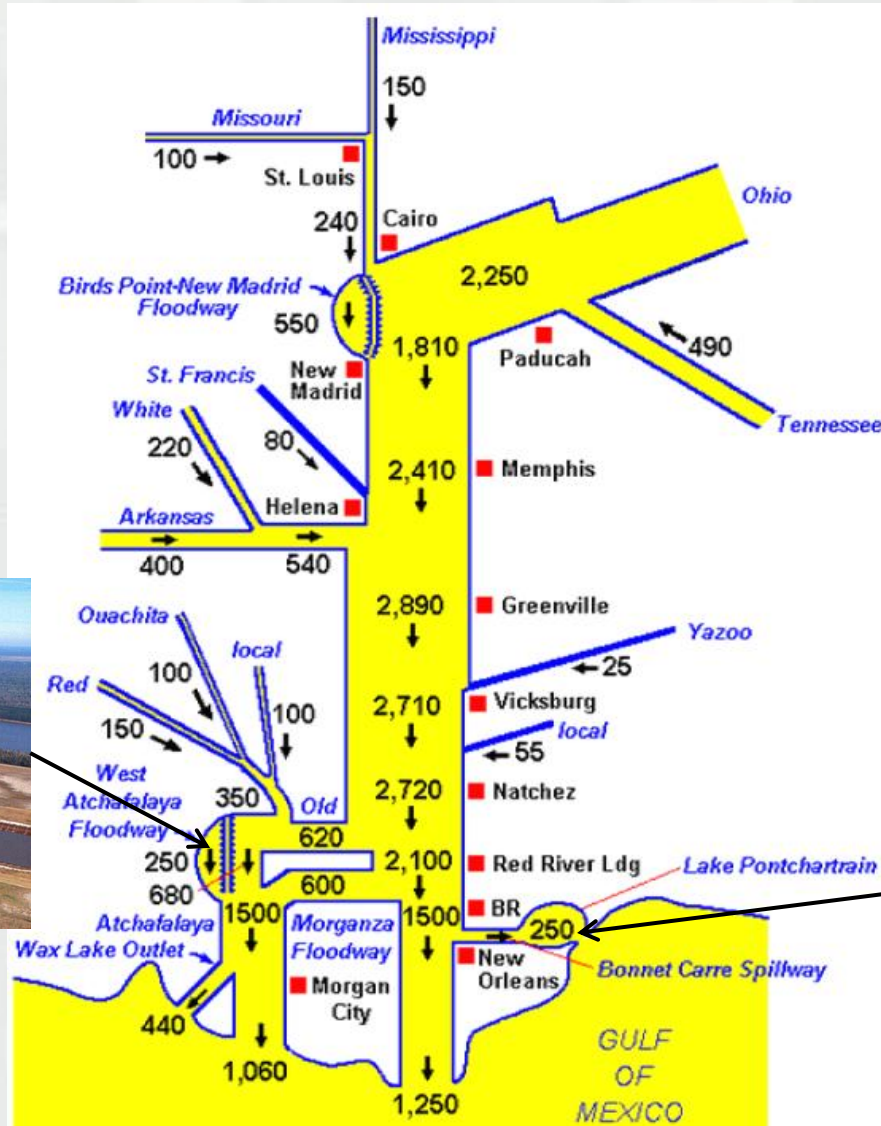 Mississippi
150
Missouri
100
St. Louis
240
Cairo
Ohio
2,250
Birds Point-New Madrid
Floodway
550
1,810
Paducah
490
Tennessee
New
Madrid
St. Francis
White
220
80
2,410
Memphis
Helena
Arkansas
400
540
2,890
Greenville
Ouachita
local
Yazoo
25
Red
100
100
150
2,710
Vicksburg
local
55
West
Atchafalaya
Floodway
350
Old
2,720
Natchez
620
250
680
600
2,100
Red River Ldg
Lake Pontchartrain
BR
Atchafalaya
1500
Morganza
Floodway
1500
250
Wax Lake Outlet
New
Orleans
Bonnet Carre Spillway
Morgan
City
440
1,060
1,250
GULF
OF
MEXICO